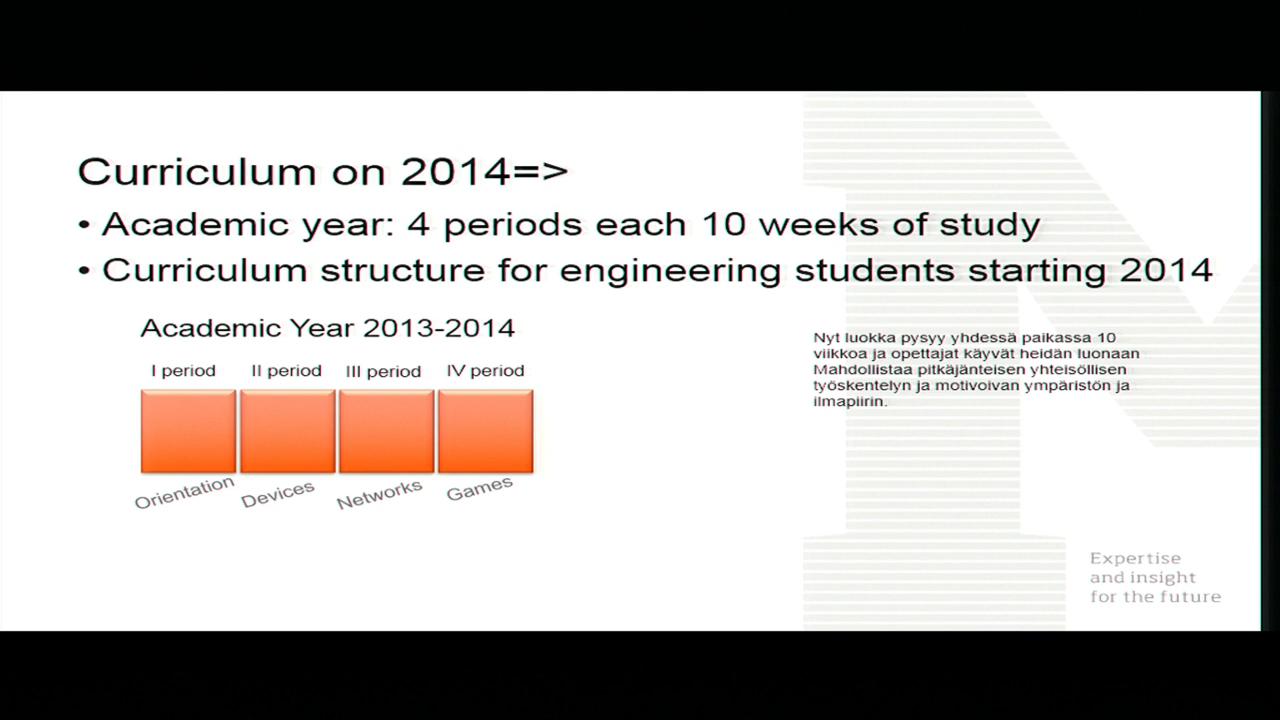 Curriculum on 2014=>
• Academic year: 4 periods each 10 weeks of study
• Curriculum structure for engineering students starting 2014
Academic Year 2013-2014
I period II period III period IV period
Orientation Devices Networks Games
Nyt luokka pysyy yhdessä paikassa 10
viikkoa ja opettajat käyvät heidän luonaan
Mahdollistaa pitkäjänteisen yhteisöllisen
työskentelyn ja motivoivan ympäristön ja
ilmapiirin.
Expertise
and insight
for the future